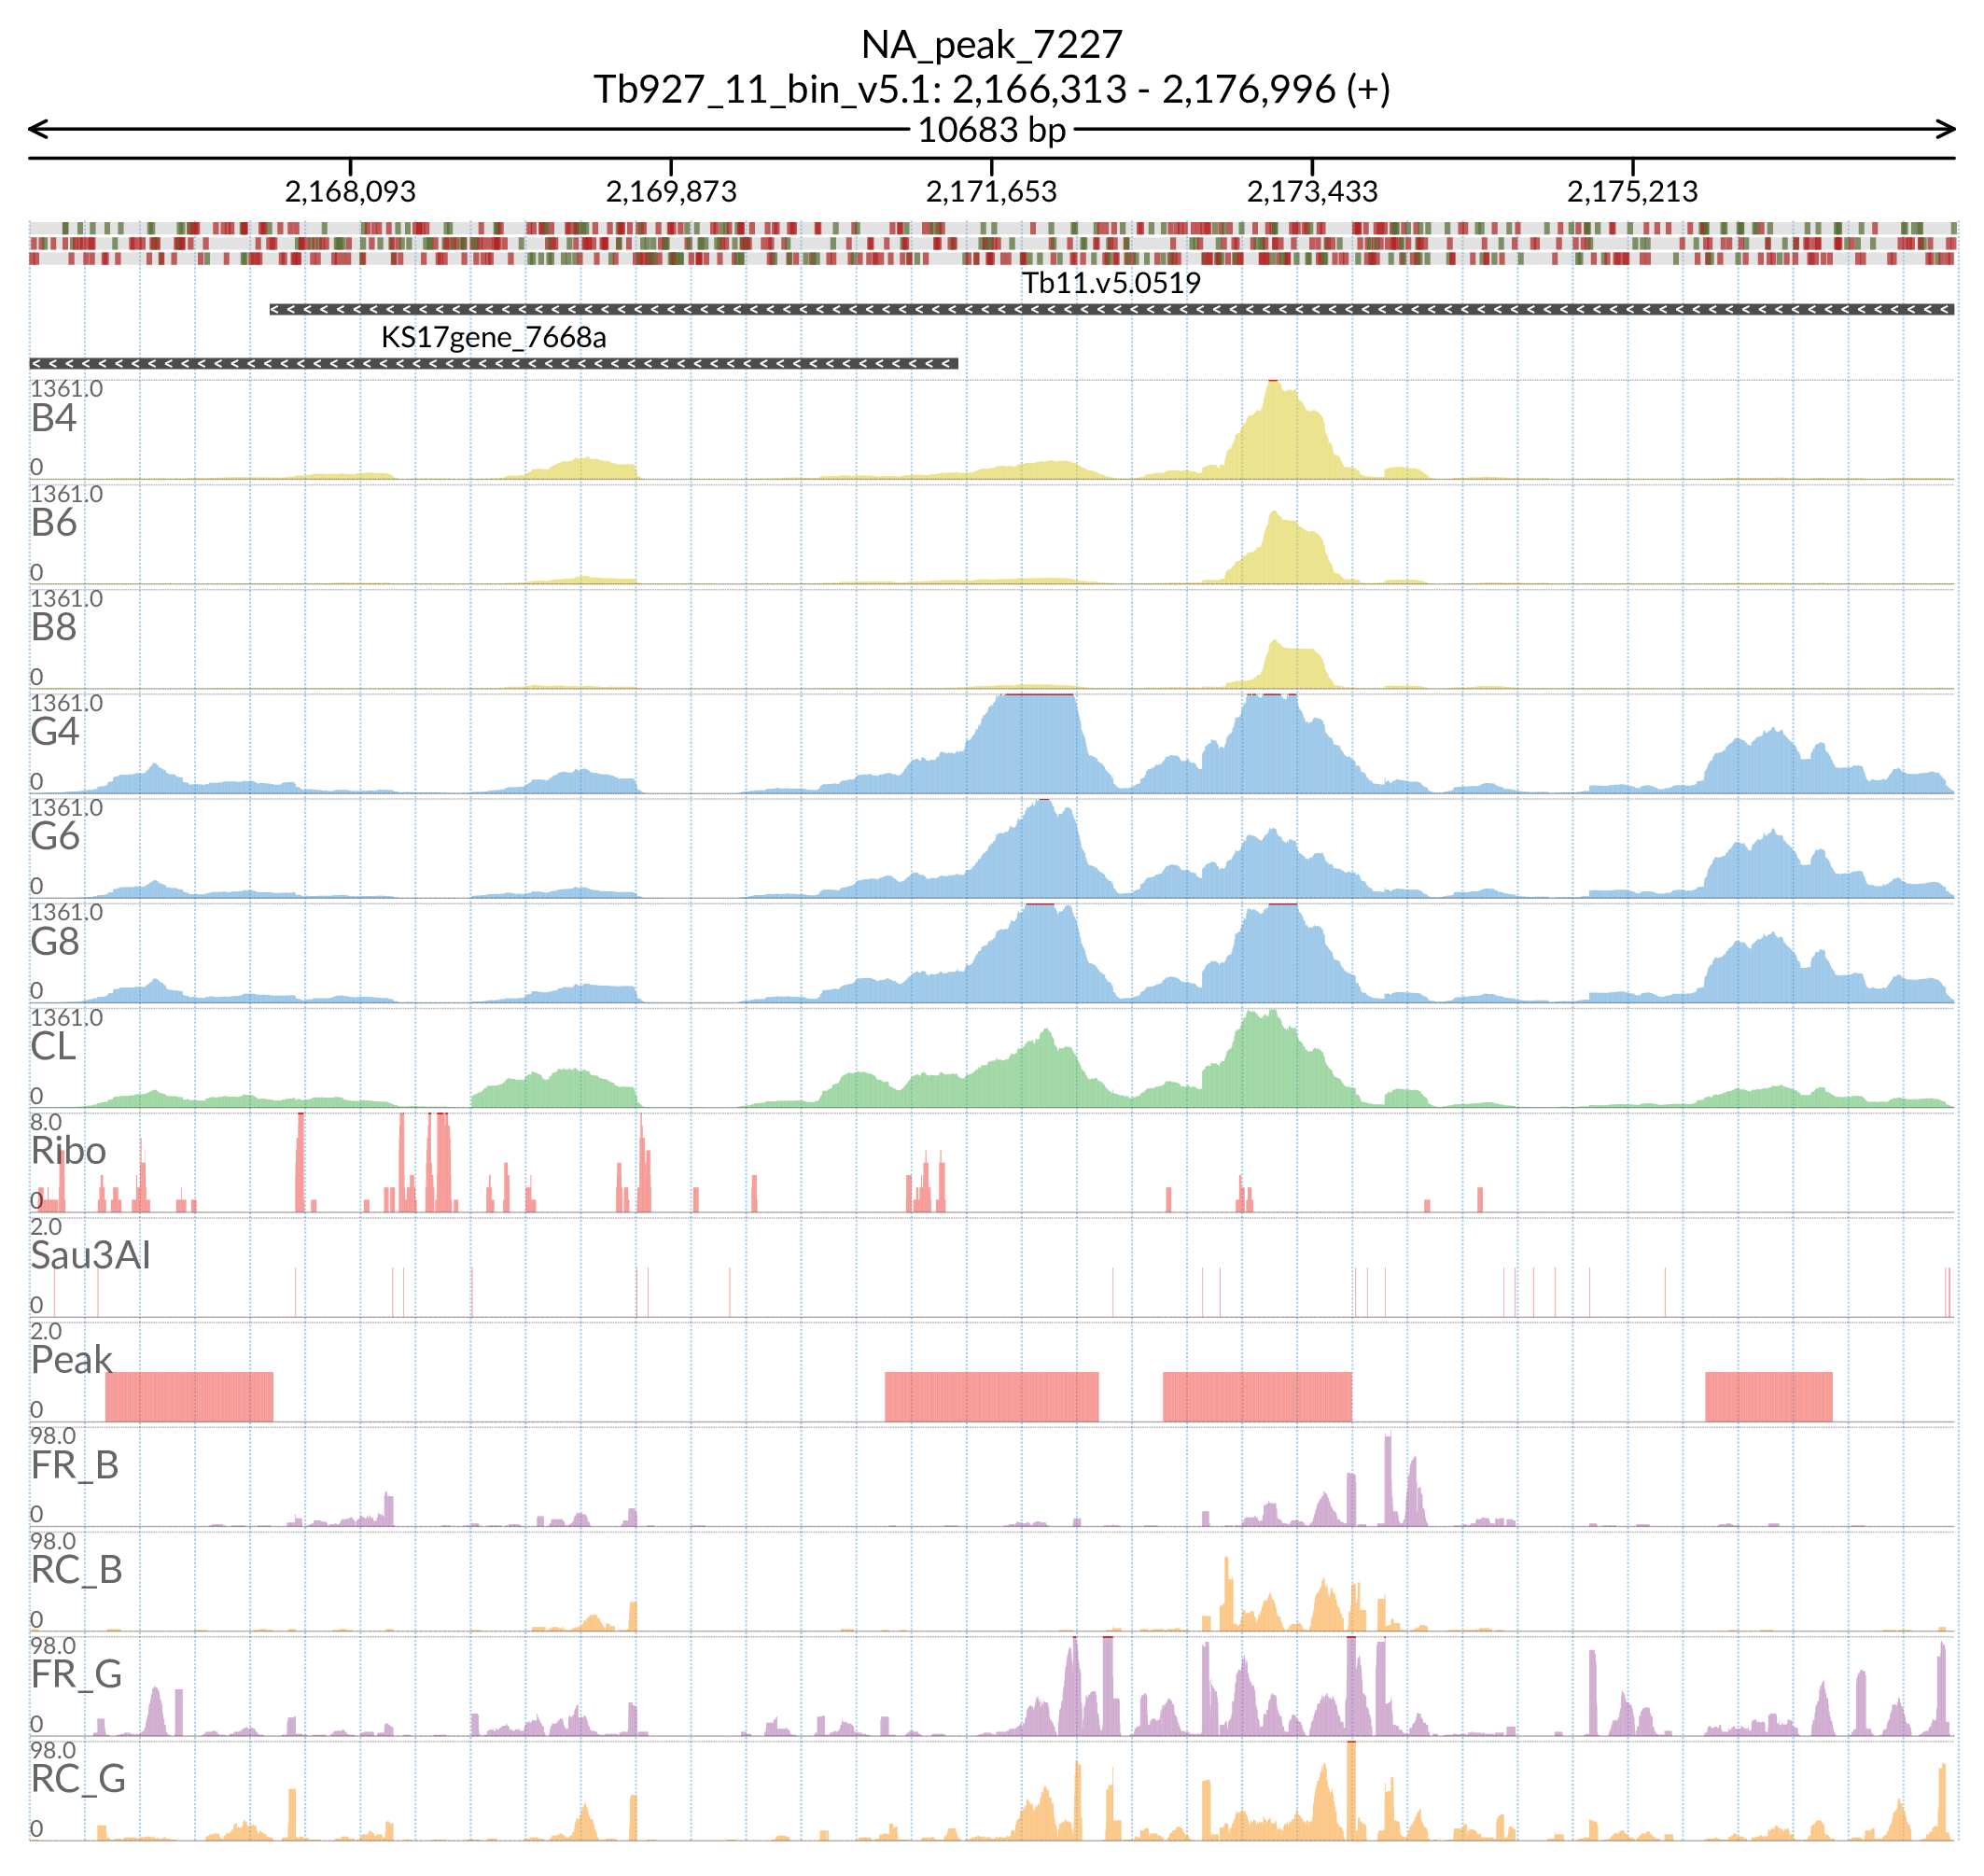 NA_peak_7227
Tb927_11_bin_v5.1: 2,166,313 - 2,176,996 (+)
10683 bp
2,168,093 2,169,873 2,171,653 2,173,433 2,175,213
Tb11.v5.0519
KS17gene_7668a
1361.0
B4
0
1361.0
B6
0
1361.0
B8
0
1361.0
G4
0
1361.0
G6
0
1361.0
G8
0
1361.0
CL
0
8.0
Ribo
0
2.0
Sau3AI
0
2.0
Peak
0
98.0
FR_B
0
98.0
RC_B
0
98.0
FR_G
0
98.0
RC_G
0